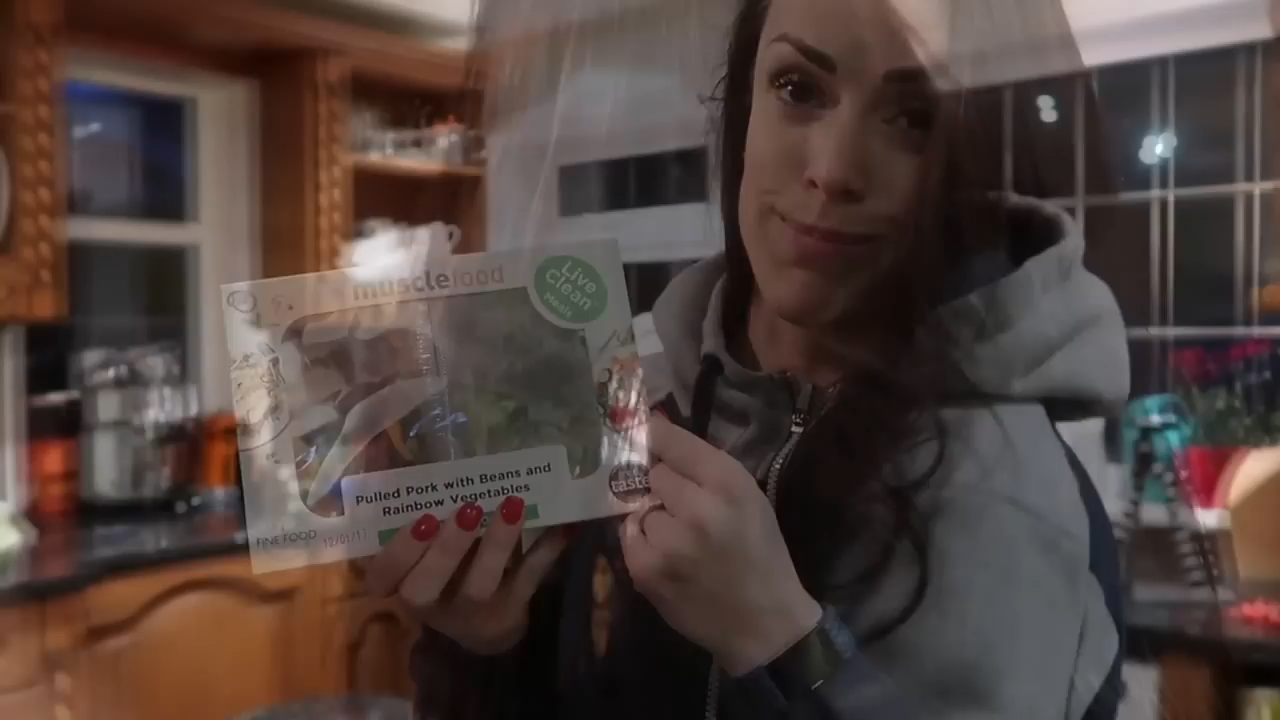 musclefood
Live
Clean
Meals
Pulled Pork with Beans and
Rainbow Vegetables
taste
FINE FOOD
12/01/17